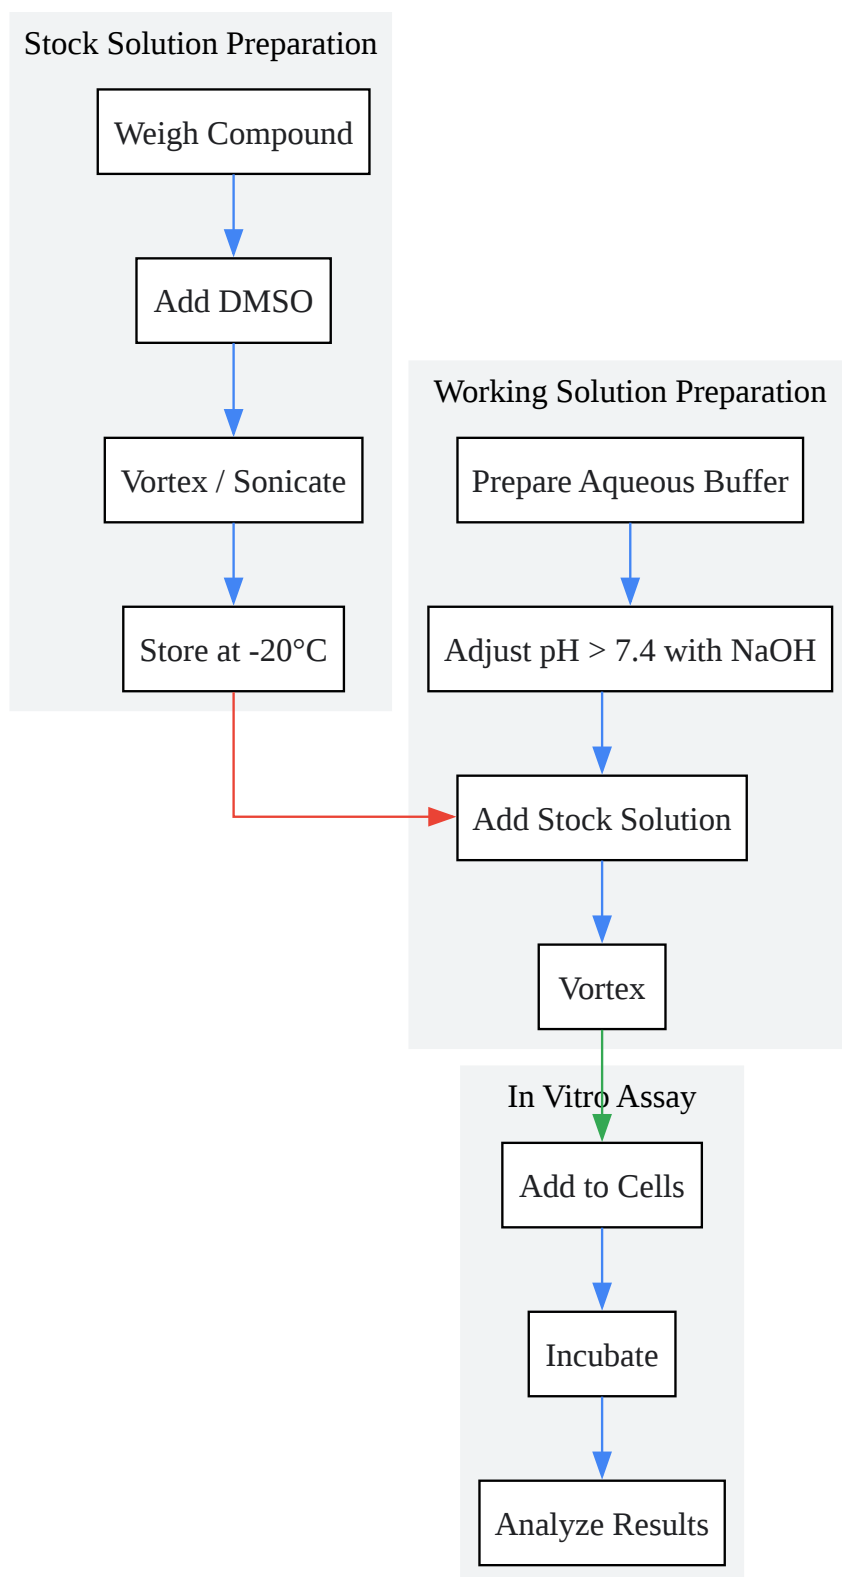 Stock Solution Preparation
Weigh Compound
Add DMSO
Vortex / Sonicate
Store at -20°C
Working Solution Preparation
Prepare Aqueous Buffer
Adjust pH > 7.4 with NaOH
Add Stock Solution
Vortex
In Vitro Assay
Add to Cells
Incubate
Analyze Results